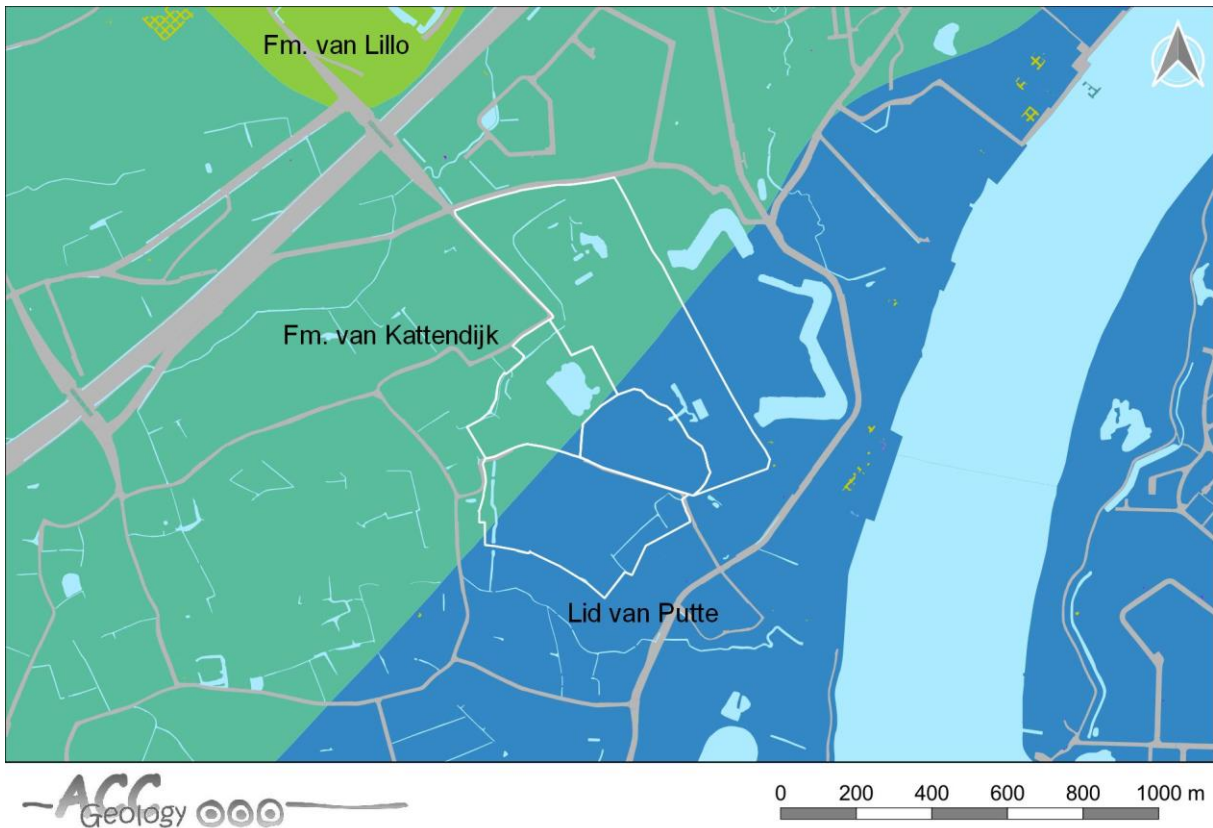 Fm. van Lillo
Fm. van Kattendijk
Lid van Putte
ACC
Geology
0 200 400 600 800 1000 m